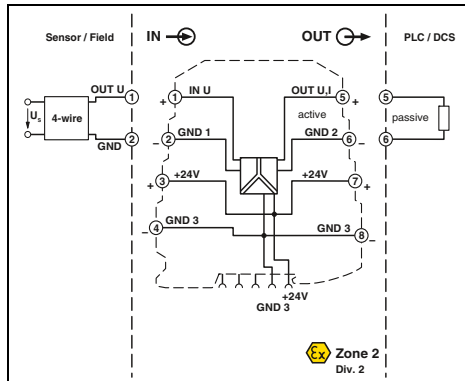 Sensor / Field
IN
OUT
PLC / DCS
OUT U
1
+
1
IN U
OUT U,I
5
+
5
Us
4-wire
active
passive
GND
2
−
2
GND 1
GND 2
6
−
6
+
3
+24V
+24V
7
+
−
4
GND 3
GND 3
8
−
+24V
GND 3
Ex
Zone 2
Div. 2